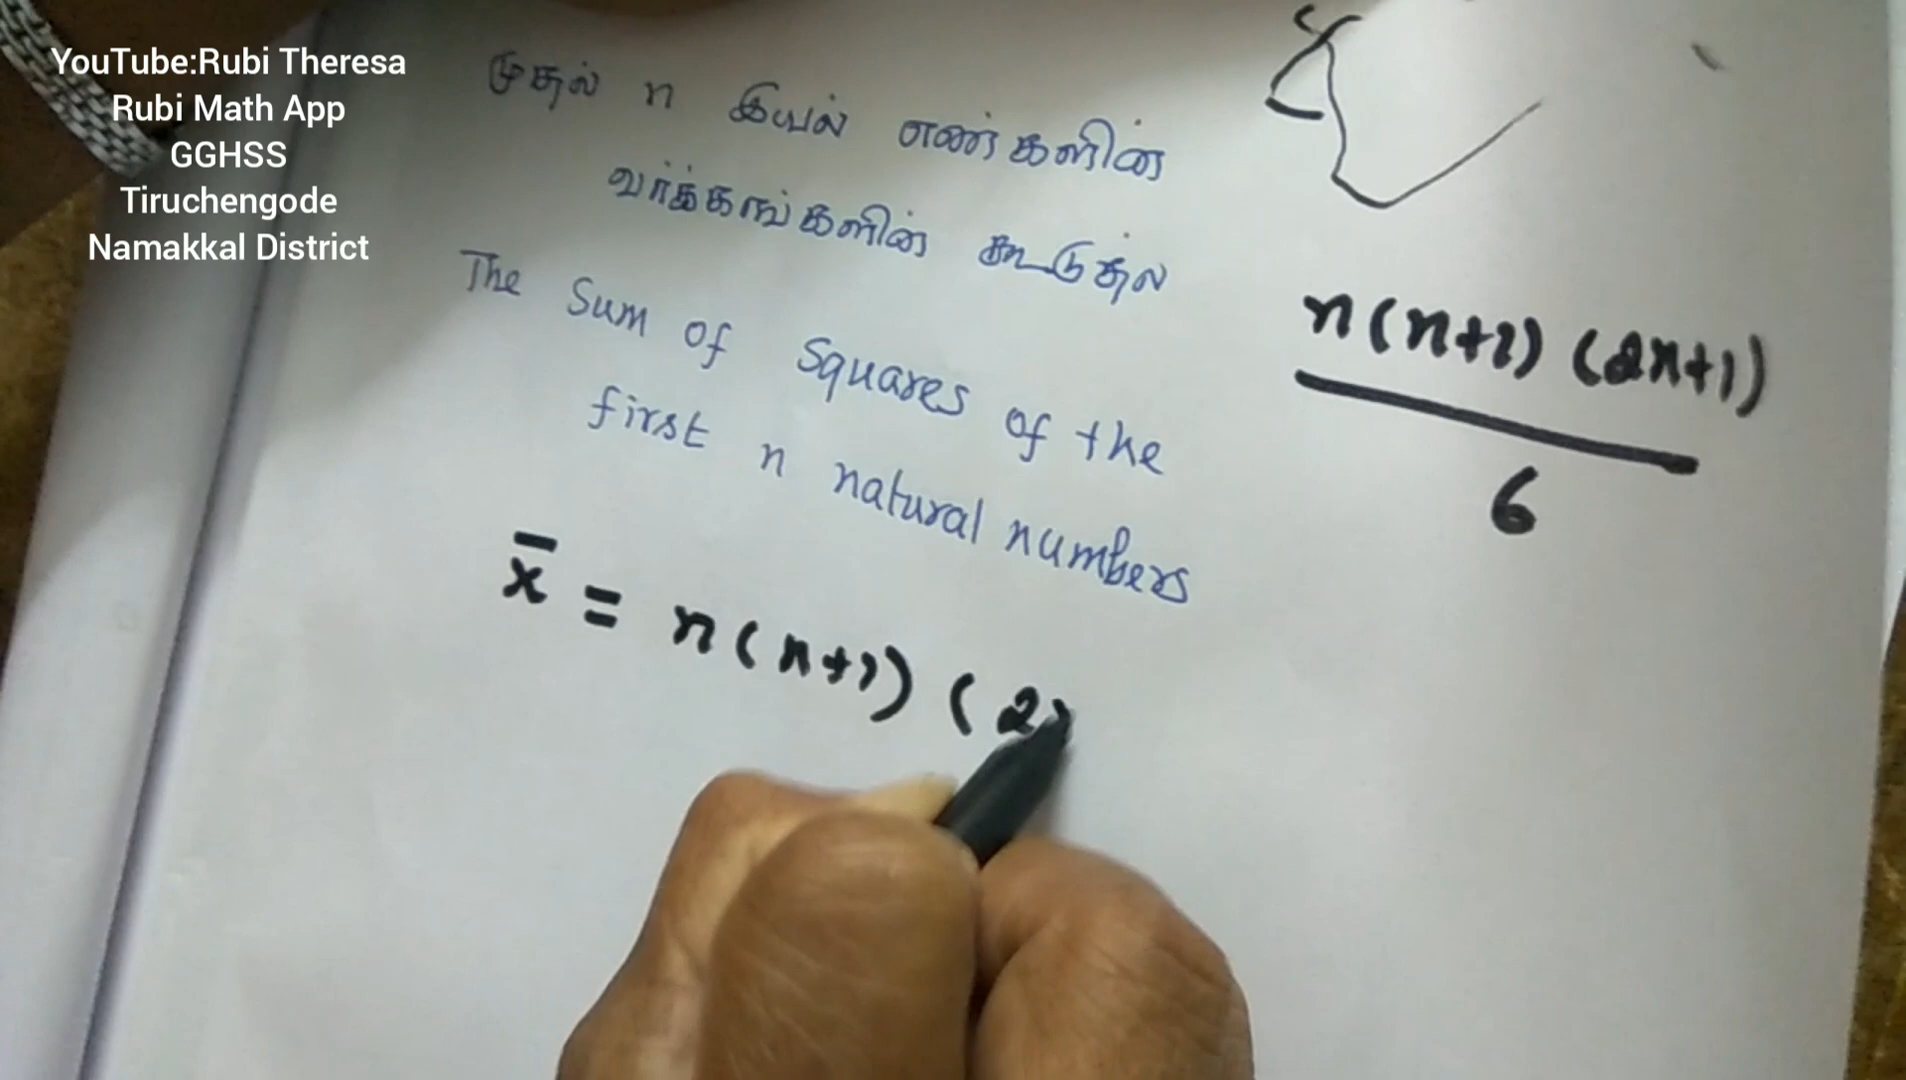 YouTube:Rubi Theresa
Rubi Math App
GGHSS
Tiruchengode
Namakkal District
முதல் n இயல் எண்களின்
வர்க்கங்களின் கூடுதல்
The Sum of Squares of the
first n natural numbers
n(n+1) (2n+1)
6
x̄ = n(n+1) (2